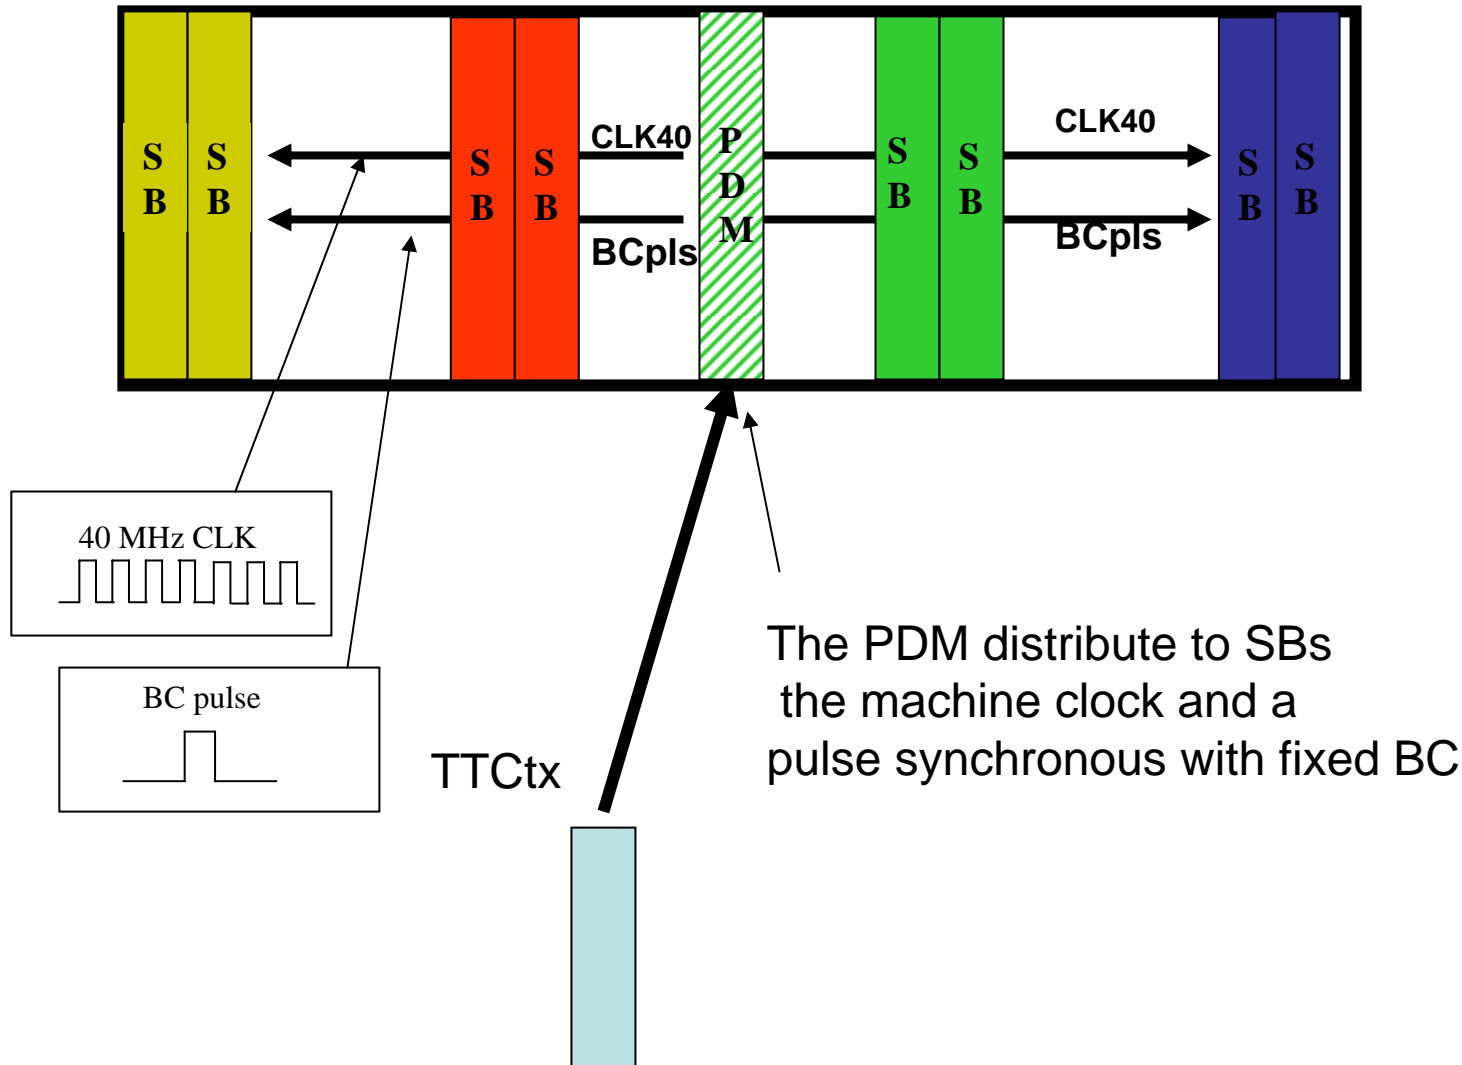 S B
S B
S B
S B
CLK40
BCpls
P D M
S B
S B
CLK40
BCpls
S B
S B
40 MHz CLK
BC pulse
TTCtx
The PDM distribute to SBs
the machine clock and a
pulse synchronous with fixed BC